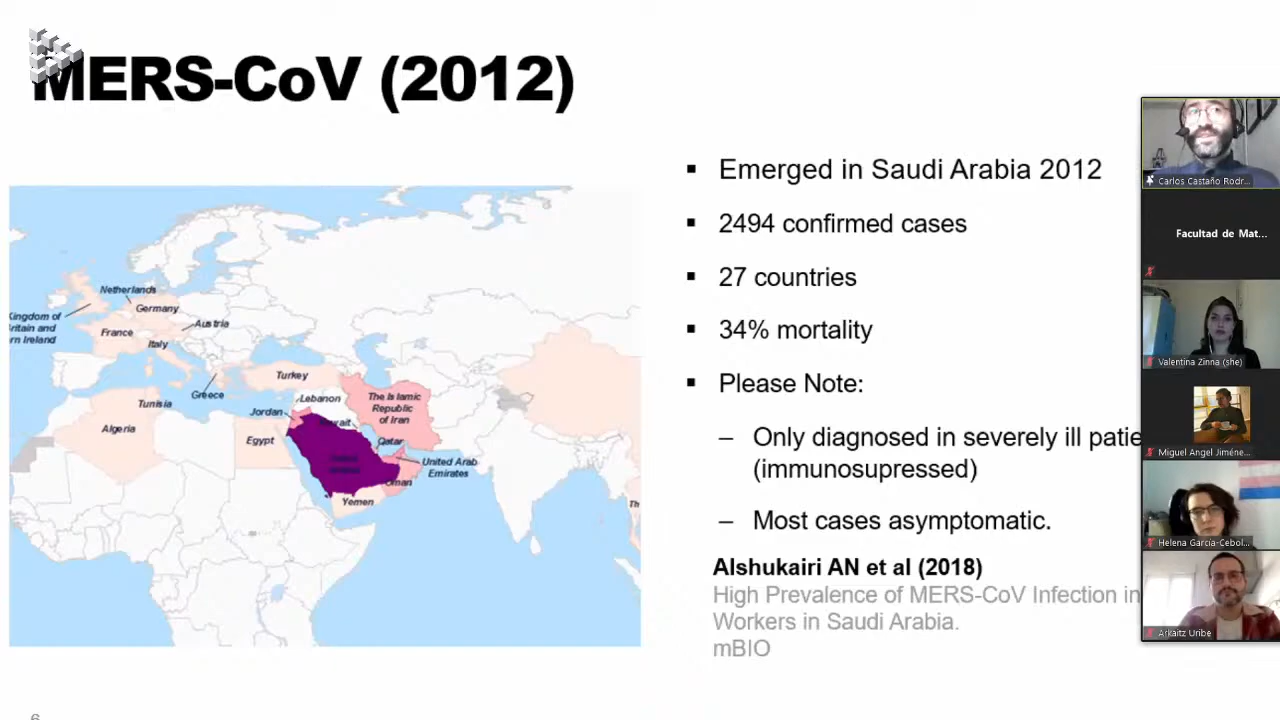 MERS-CoV (2012)
Emerged in Saudi Arabia 2012
2494 confirmed cases
27 countries
34% mortality
Please Note:
– Only diagnosed in severely ill patie
(immunosupressed)
– Most cases asymptomatic.
Alshukairi AN et al (2018)
High Prevalence of MERS-CoV Infection in
Workers in Saudi Arabia.
mBIO
Netherlands
Kingdom of
ritain and
rn Ireland
Germany
Austria
France
Italy
Turkey
Greece
Tunisia
Lebanon
The Islamic
Republic
of Iran
Jordan
Algeria
Egypt
Qatar
United Arab
Emirates
Oman
Yemen
Th
Carlos Castaño Rodr...
Facultad de Mat...
Valentina Zinna (she)
Miguel Angel Jiméne...
Helena García-Cebol...
Arkaitz Uribe
6